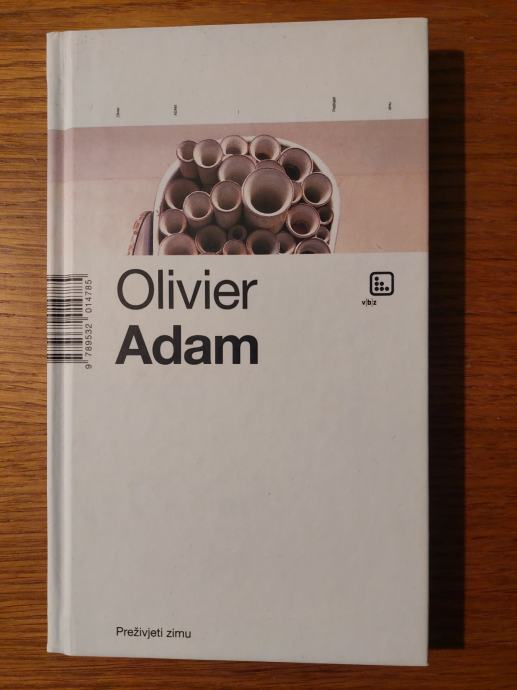 Olivier
Adam
v|b|z
9 789532 014785
Preživjeti zimu